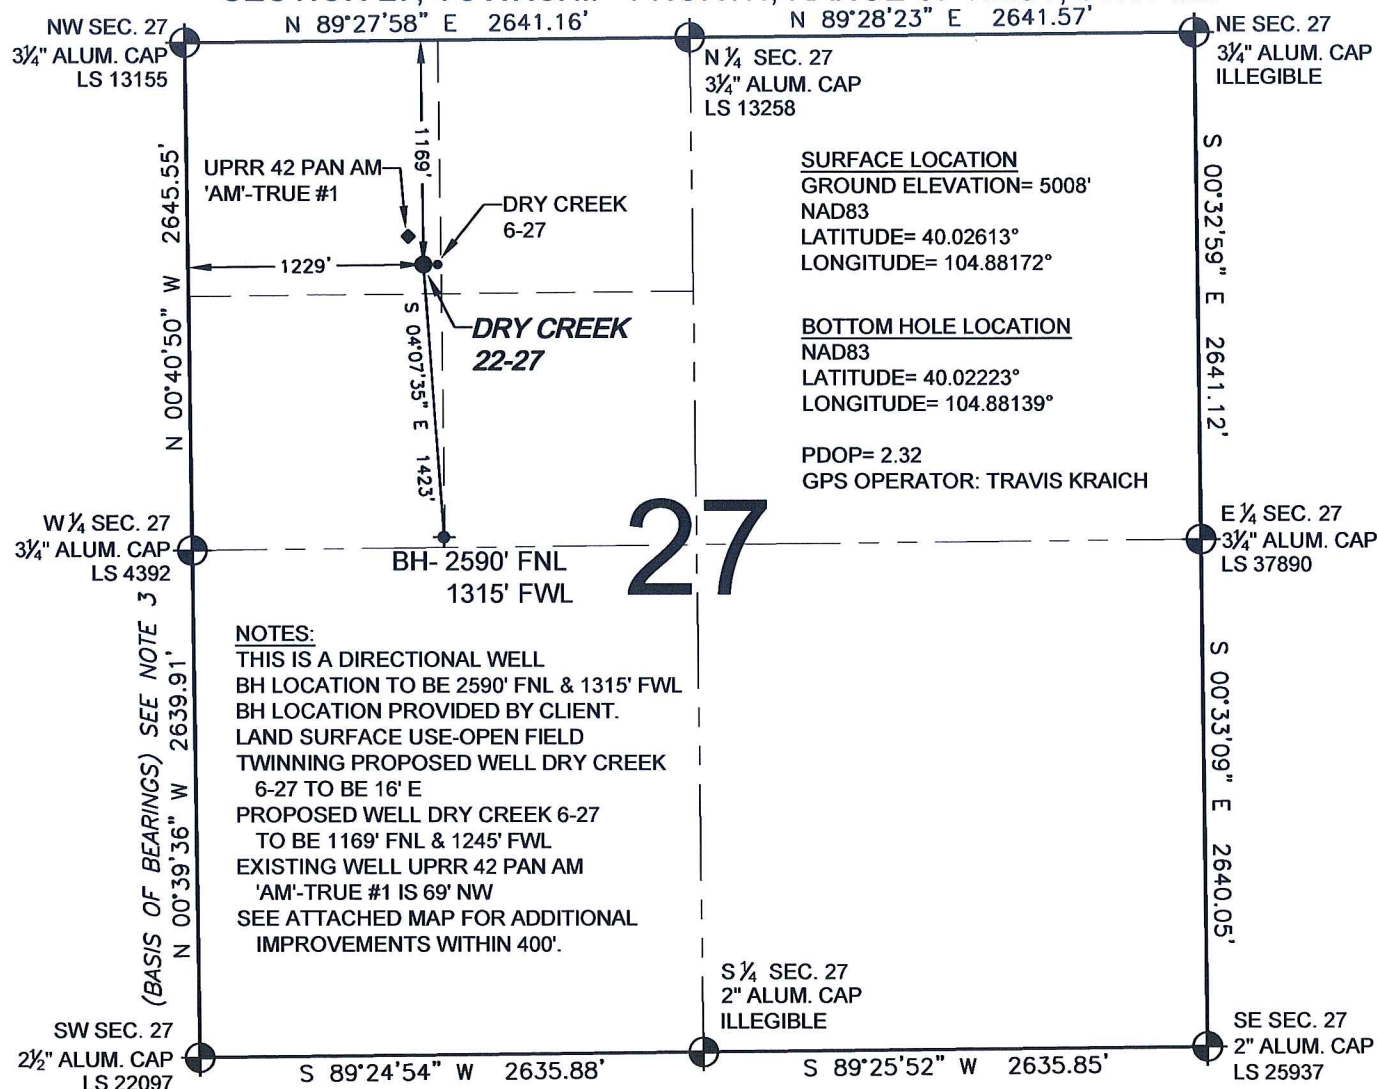 N 89°27'58" E 2641.16'
N 89°28'23" E 2641.57'
NW SEC. 27
3¼" ALUM. CAP
LS 13155
N ¼ SEC. 27
3¼" ALUM. CAP
LS 13258
NE SEC. 27
3¼" ALUM. CAP
ILLEGIBLE
N 00°40'50" W 2645.55'
UPRR 42 PAN AM
'AM'-TRUE #1
1169'
DRY CREEK
6-27
1229'
DRY CREEK
22-27
S 04°07'35" E 1423'
SURFACE LOCATION
GROUND ELEVATION= 5008'
NAD83
LATITUDE= 40.02613°
LONGITUDE= 104.88172°
BOTTOM HOLE LOCATION
NAD83
LATITUDE= 40.02223°
LONGITUDE= 104.88139°
PDOP= 2.32
GPS OPERATOR: TRAVIS KRAICH
S 00°32'59" E 2641.12'
W ¼ SEC. 27
3¼" ALUM. CAP
LS 4392
BH- 2590' FNL
1315' FWL
27
E ¼ SEC. 27
3¼" ALUM. CAP
LS 37890
(BASIS OF BEARINGS) SEE NOTE 3
N 00°39'36" W 2639.91'
NOTES:
THIS IS A DIRECTIONAL WELL
BH LOCATION TO BE 2590' FNL & 1315' FWL
BH LOCATION PROVIDED BY CLIENT.
LAND SURFACE USE-OPEN FIELD
TWINNING PROPOSED WELL DRY CREEK
6-27 TO BE 16' E
PROPOSED WELL DRY CREEK 6-27
TO BE 1169' FNL & 1245' FWL
EXISTING WELL UPRR 42 PAN AM
'AM'-TRUE #1 IS 69' NW
SEE ATTACHED MAP FOR ADDITIONAL
IMPROVEMENTS WITHIN 400'.
S 00°33'09" E 2640.05'
SW SEC. 27
2½" ALUM. CAP
LS 22097
S ¼ SEC. 27
2" ALUM. CAP
ILLEGIBLE
SE SEC. 27
2" ALUM. CAP
LS 25937
S 89°24'54" W 2635.88'
S 89°25'52" W 2635.85'